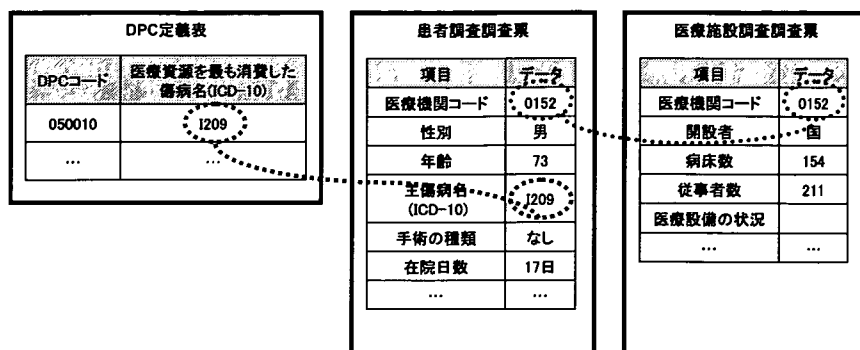 DPC定義表
DPCコード
医療資源を最も消費した
傷病名(ICD-10)
050010
I209
…
…
患者調査調査票
項目
データ
医療機関コード
0152
性別
男
年齢
73
主傷病名
(ICD-10)
I209
手術の種類
なし
在院日数
17日
…
…
医療施設調査調査票
項目
データ
医療機関コード
0152
開設者
国
病床数
154
従事者数
211
医療設備の状況
…
…